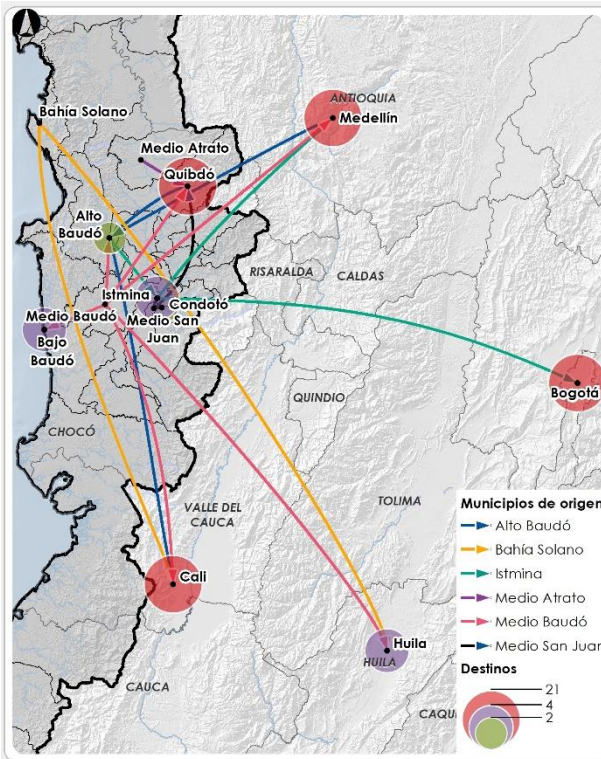 ANTIOQUIA
Medellín
Bahía Solano
Medio Atrato
Quibdó
Alto
Baudó
RISARALDA
CALDAS
Istmina
Condotó
Medio Baudó
Medio San
Juan
Bajo
Baudó
Bogotá
QUINDIO
CHOCÓ
TOLIMA
VALLE DEL
CAUCA
Cali
Huila
HUILA
CAUCA
CAQU
Municipios de origen
Alto Baudó
Bahía Solano
Istmina
Medio Atrato
Medio Baudó
Medio San Juan
Destinos
21
4
2